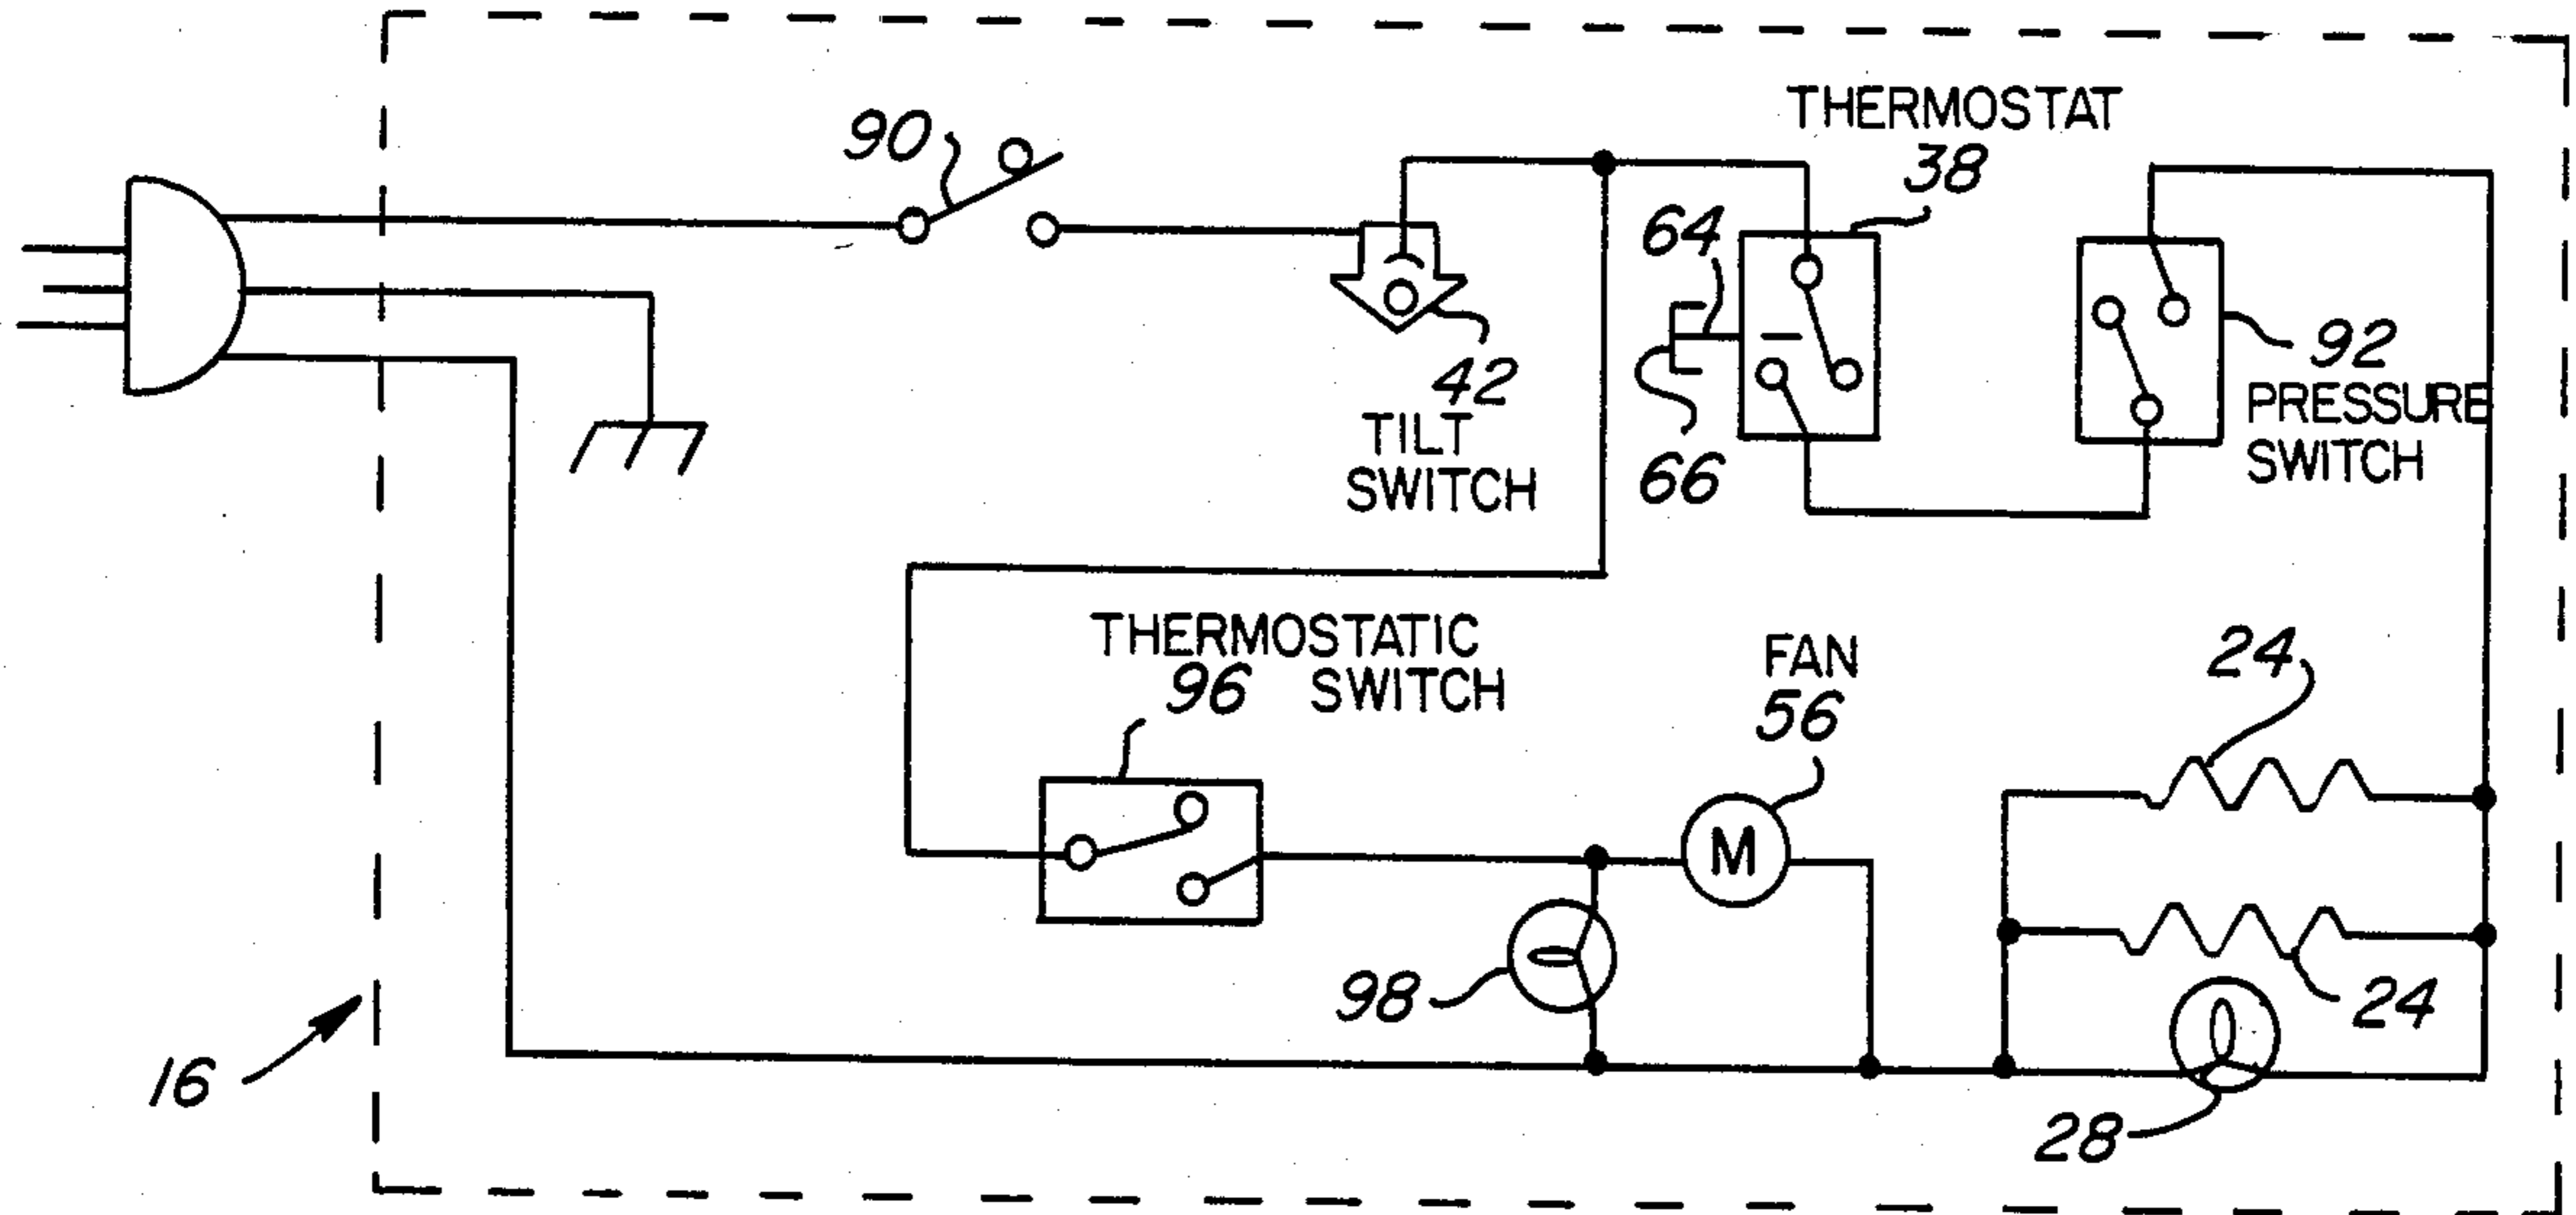 THERMOSTAT
38
90
64
42
TILT
SWITCH
66
92
PRESSURE
SWITCH
THERMOSTATIC
96 SWITCH
FAN
56
24
M
98
24
16
28